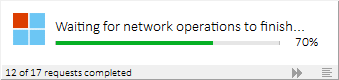 Waiting for network operations to finish...
70%
12 of 17 requests completed